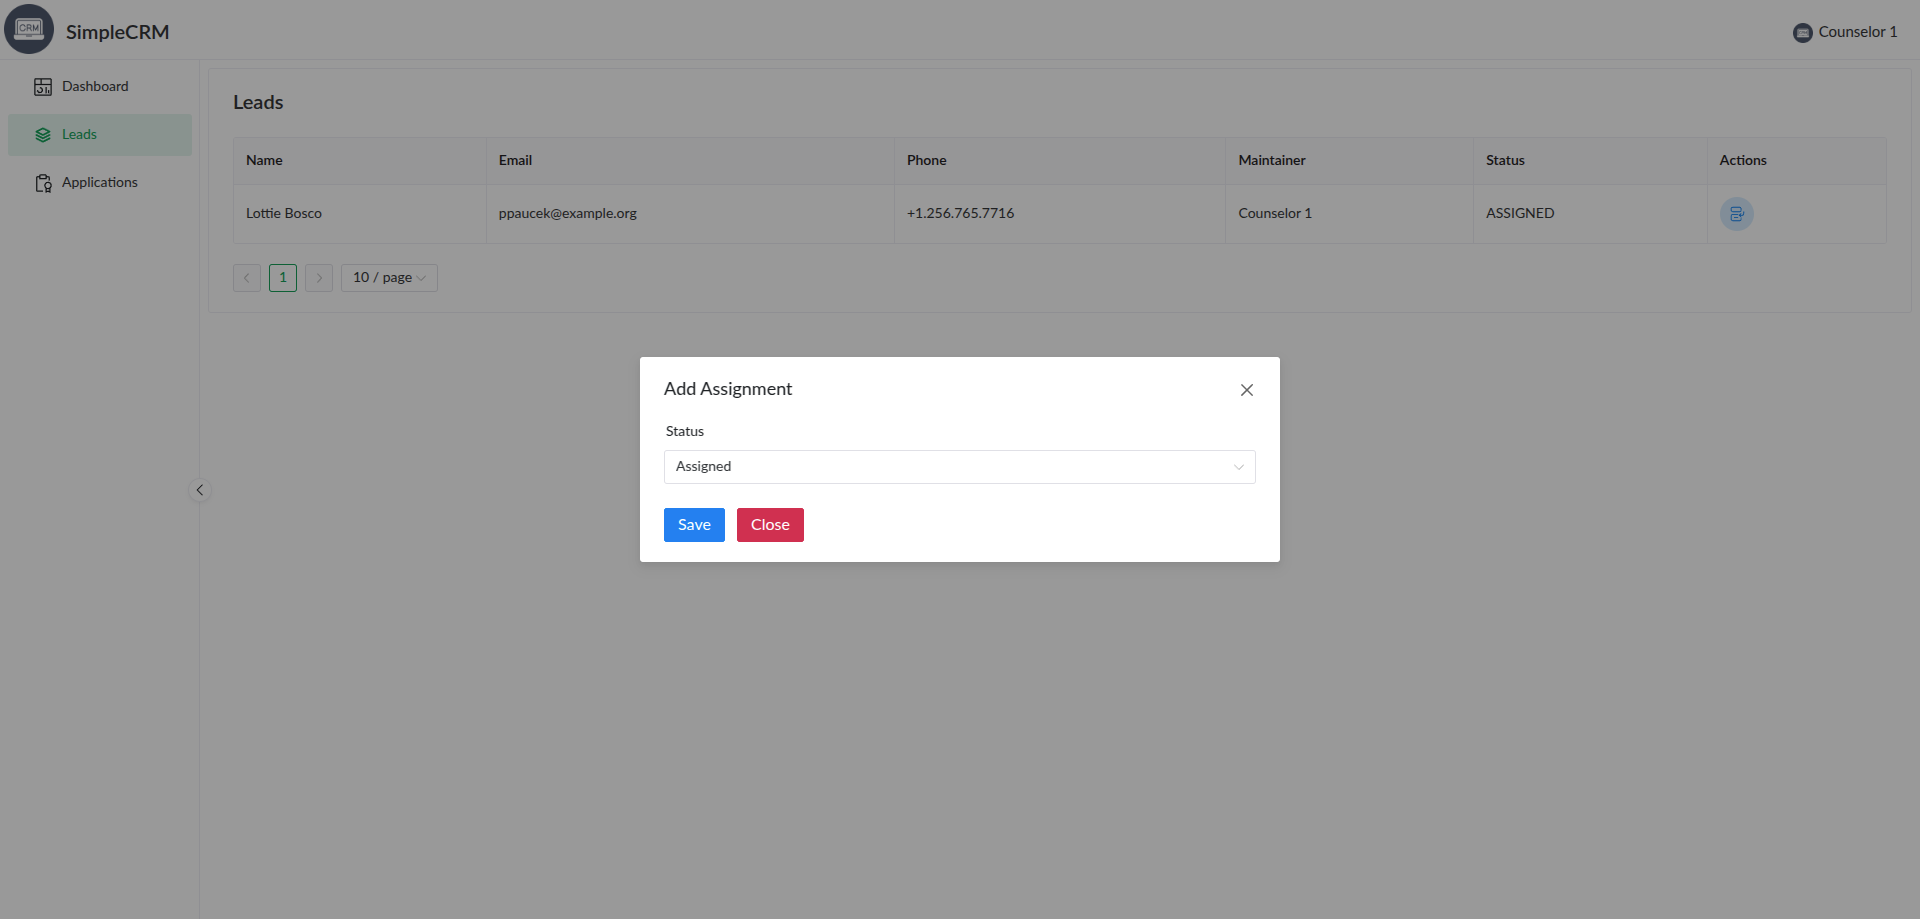 CRM
SimpleCRM
Counselor 1
Dashboard
Leads
Applications
Leads
Name Email Phone Maintainer Status Actions
Lottie Bosco ppaucek@example.org +1.256.765.7716 Counselor 1 ASSIGNED
1 10 / page
Add Assignment
Status
Assigned
Save Close